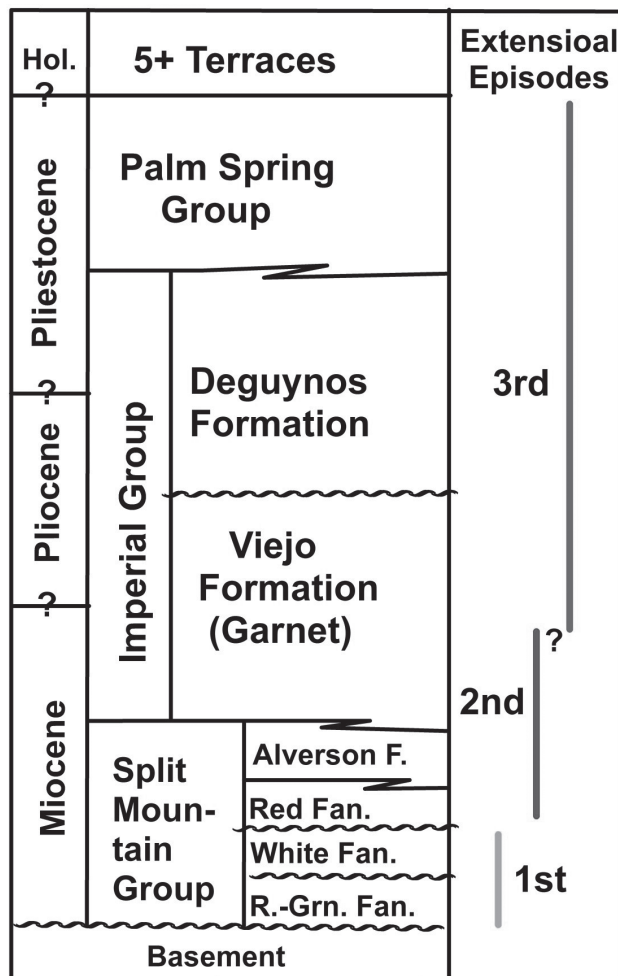 Hol.
5+ Terraces
Extensioal
Episodes
?
Pliestocene
Palm Spring
Group
?
Pliocene
Imperial Group
Deguynos
Formation
3rd
Viejo
Formation
(Garnet)
?
Miocene
?
2nd
Split
Moun-
tain
Group
Alverson F.
Red Fan.
White Fan.
R.-Grn. Fan.
1st
Basement